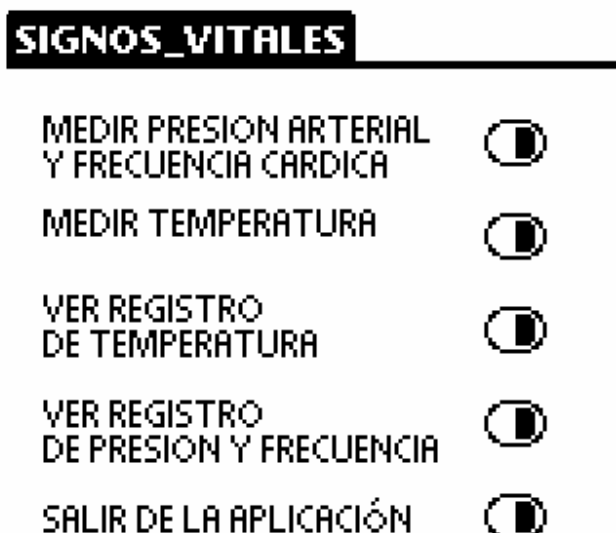 SIGNOS_VITALES
MEDIR PRESION ARTERIAL
Y FRECUENCIA CARDICA
MEDIR TEMPERATURA
VER REGISTRO
DE TEMPERATURA
VER REGISTRO
DE PRESION Y FRECUENCIA
SALIR DE LA APLICACIÓN